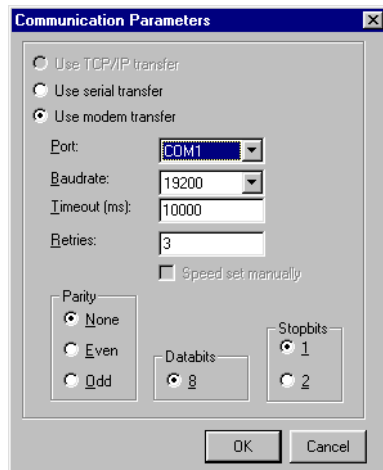 Communication Parameters
Use TCP/IP transfer
Use serial transfer
Use modem transfer
Port: COM1
Baudrate: 19200
Timeout (ms): 10000
Retries: 3
Speed set manually
Parity
None
Even
Odd
Databits
8
Stopbits
1
2
OK Cancel